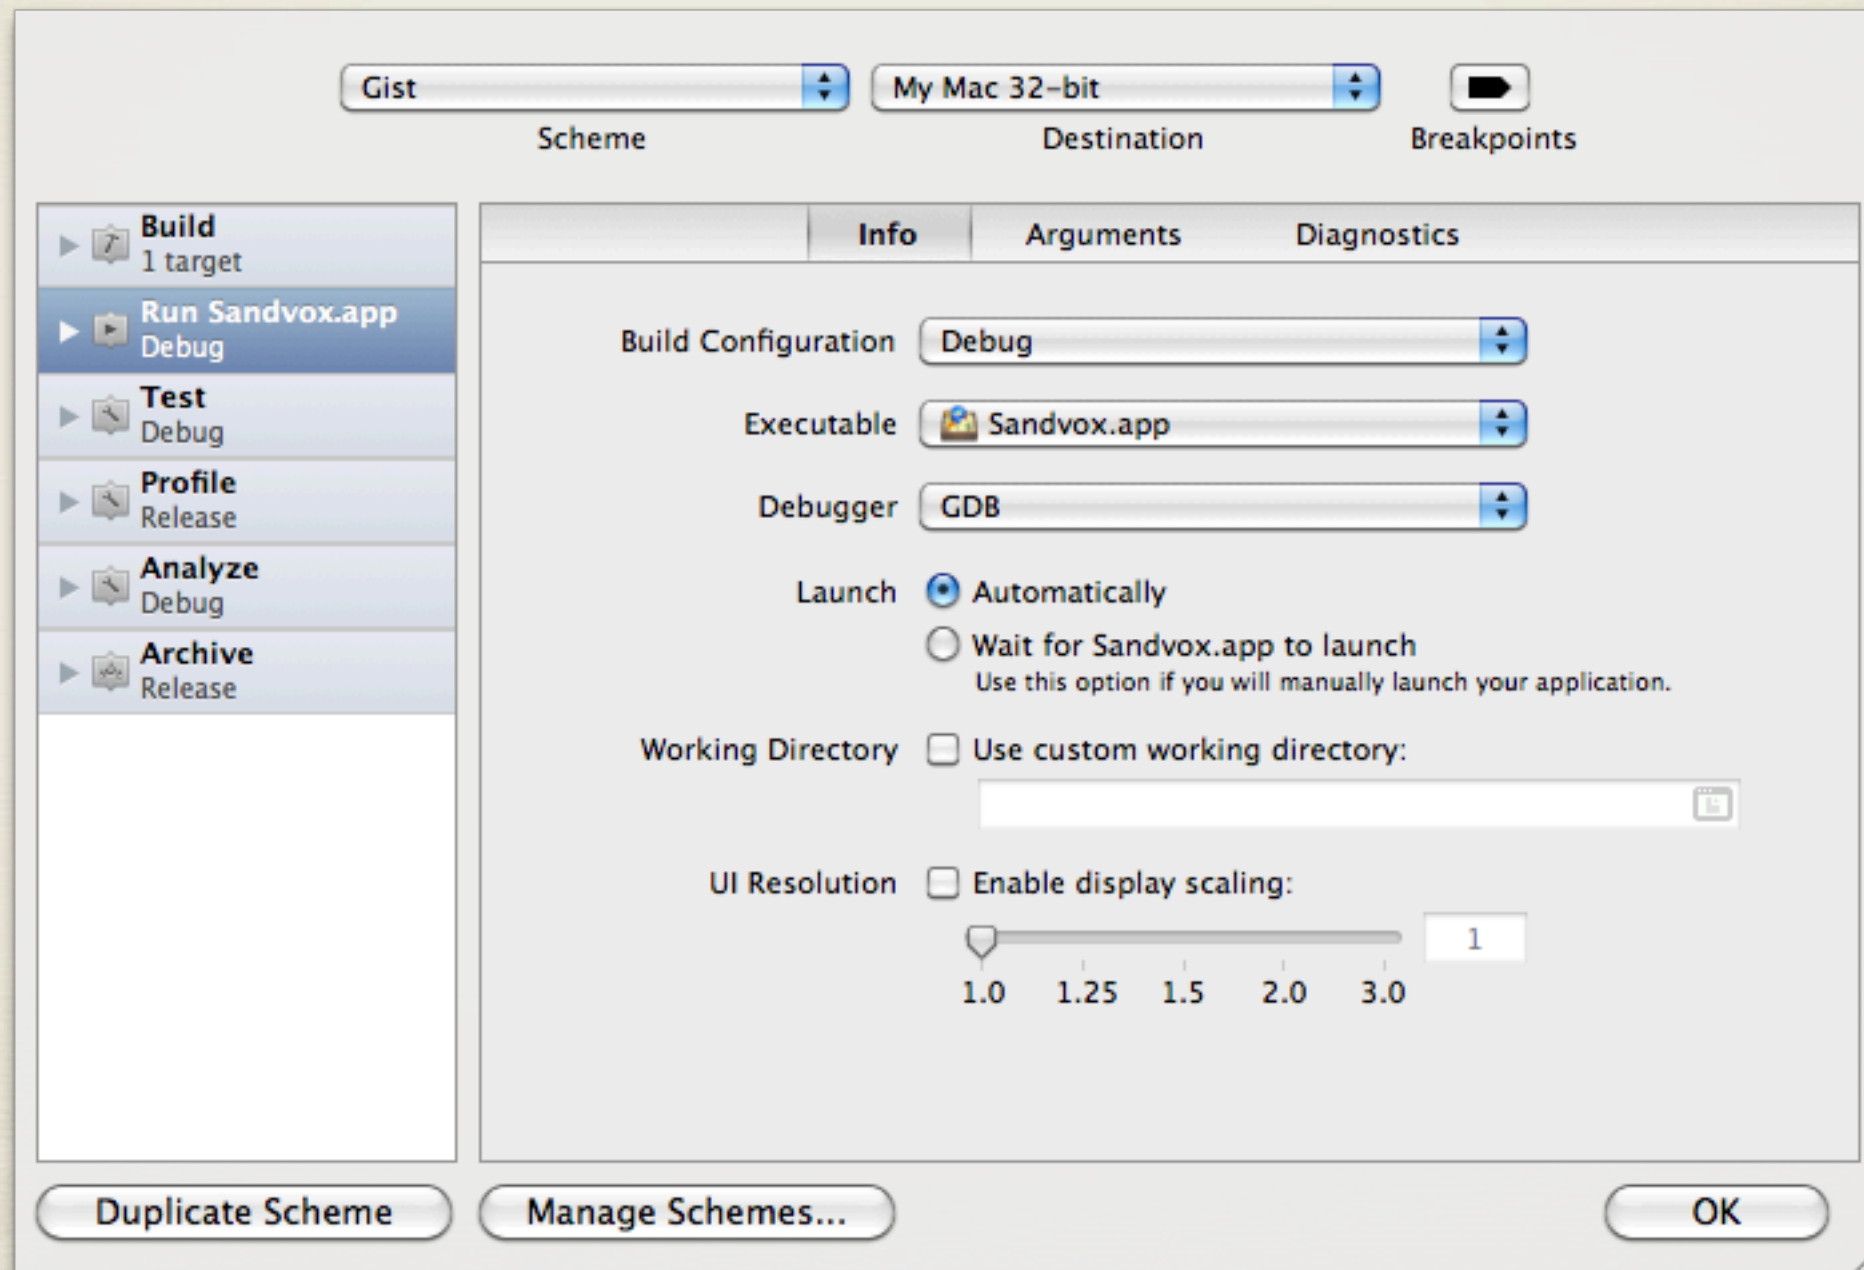 Gist
My Mac 32-bit
Scheme
Destination
Breakpoints
Build
1 target
Run Sandvox.app
Debug
Test
Debug
Profile
Release
Analyze
Debug
Archive
Release
Info
Arguments
Diagnostics
Build Configuration
Debug
Executable
Sandvox.app
Debugger
GDB
Launch
Automatically
Wait for Sandvox.app to launch
Use this option if you will manually launch your application.
Working Directory
Use custom working directory:
UI Resolution
Enable display scaling:
1
1.0 1.25 1.5 2.0 3.0
Duplicate Scheme
Manage Schemes...
OK